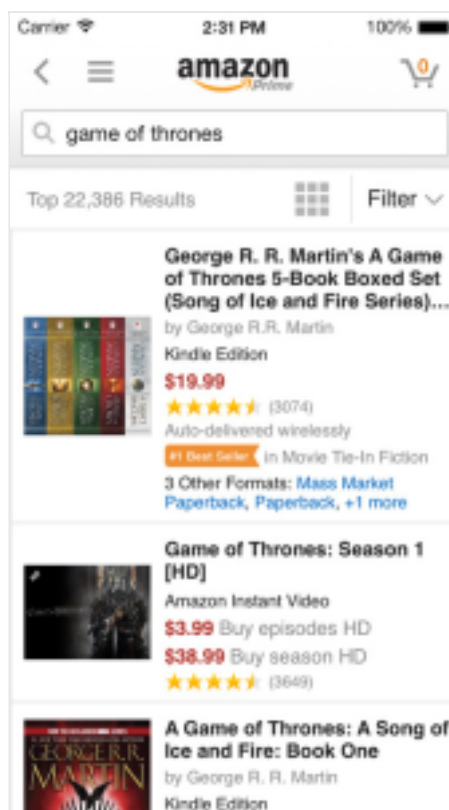 Carrier 2:31 PM 100%
amazon
Prime
0
game of thrones
Top 22,386 Results Filter
George R. R. Martin's A Game
of Thrones 5-Book Boxed Set
(Song of Ice and Fire Series)...
by George R.R. Martin
Kindle Edition
$19.99
(3074)
Auto-delivered wirelessly
#1 Best Seller in Movie Tie-In Fiction
3 Other Formats: Mass Market
Paperback, Paperback, +1 more
Game of Thrones: Season 1
[HD]
Amazon Instant Video
$3.99 Buy episodes HD
$38.99 Buy season HD
(3649)
GEORGE R.R.
MARTIN
A Game of Thrones: A Song of
Ice and Fire: Book One
by George R. R. Martin
Kindle Edition